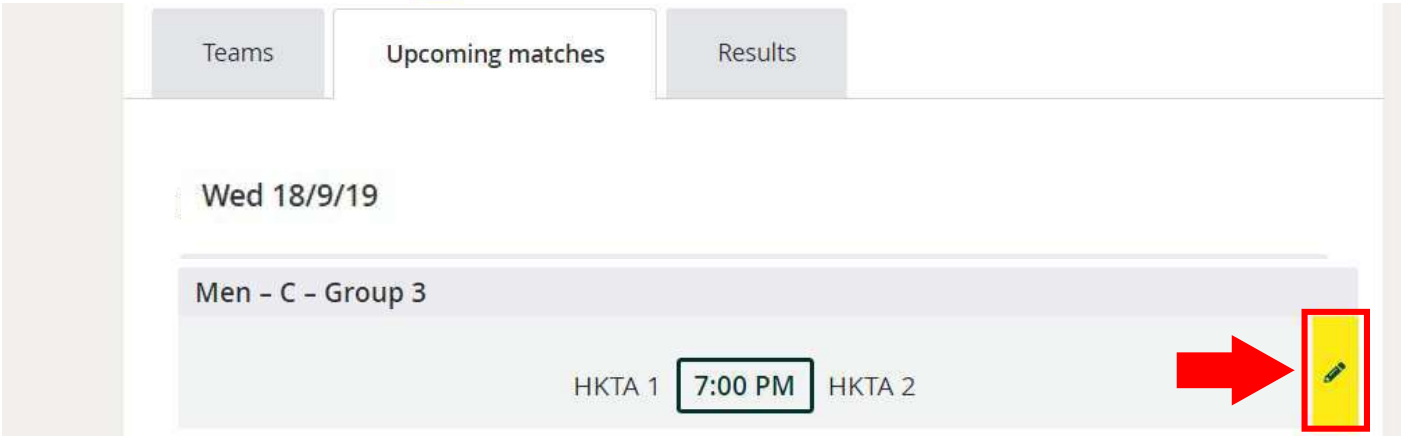 Teams Upcoming matches Results
Wed 18/9/19
Men – C – Group 3
HKTA 1 7:00 PM HKTA 2